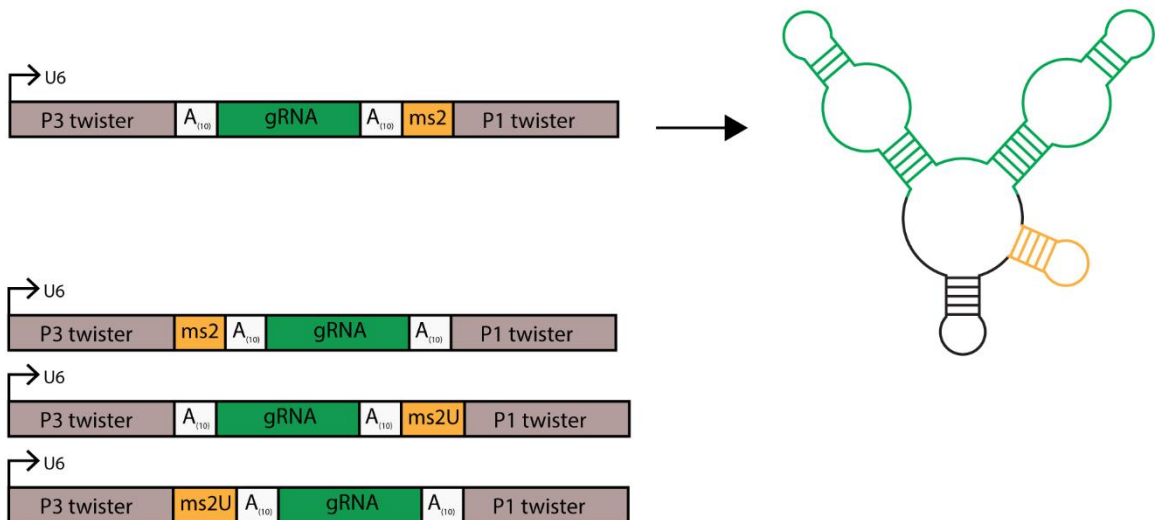 U6
P3 twister A(10) gRNA A(10) ms2 P1 twister
U6
P3 twister ms2 A(10) gRNA A(10) P1 twister
U6
P3 twister A(10) gRNA A(10) ms2U P1 twister
U6
P3 twister ms2U A(10) gRNA A(10) P1 twister